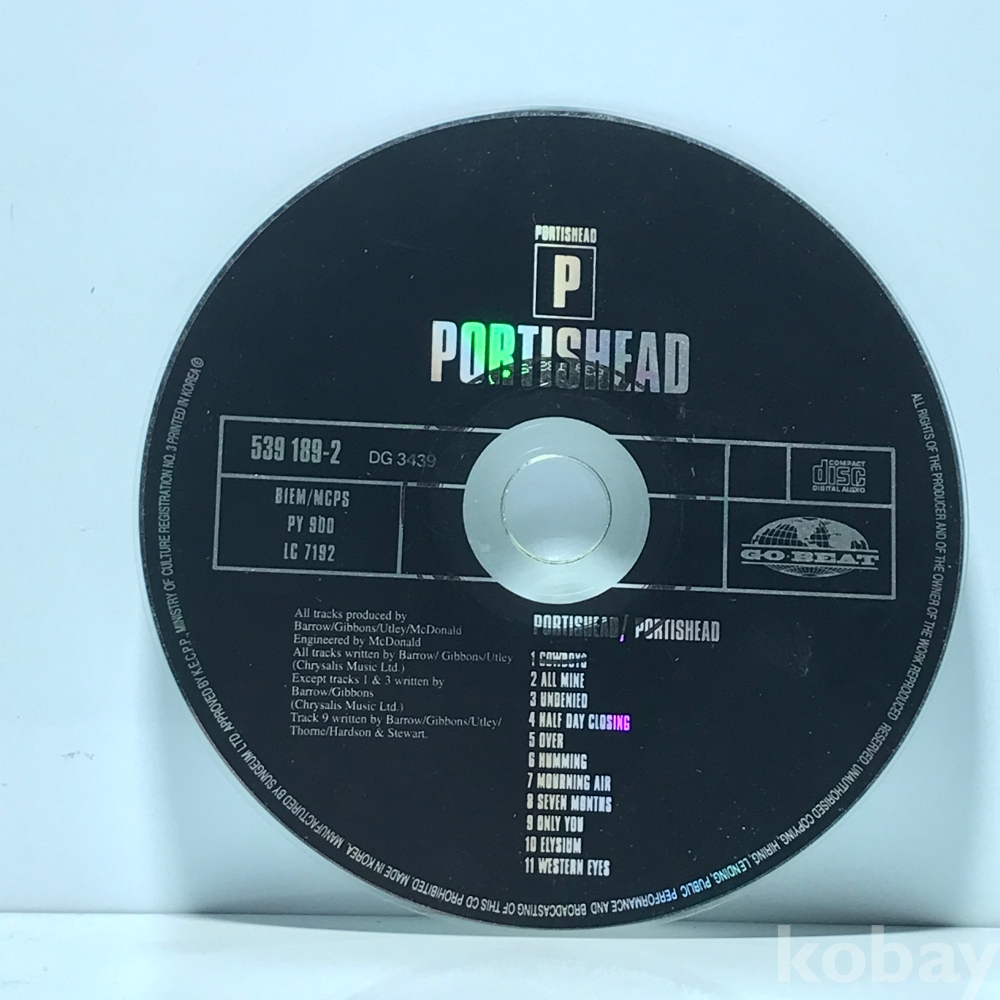 PORTISHEAD
P
PORTISHEAD
539 189-2 DG 3439
BIEM/MCPS
PY 900
LC 7192
COMPACT
disc
DIGITAL AUDIO
GO·BEAT
All tracks produced by
Barrow/Gibbons/Utley/McDonald
Engineered by McDonald
All tracks written by Barrow/ Gibbons/Utley
(Chrysalis Music Ltd.)
Except tracks 1 & 3 written by
Barrow/Gibbons
(Chrysalis Music Ltd.)
Track 9 written by Barrow/Gibbons/Utley/
Thorne/Hardson & Stewart.
PORTISHEAD/ PORTISHEAD
1 COWBOYS
2 ALL MINE
3 UNDENIED
4 HALF DAY CLOSING
5 OVER
6 HUMMING
7 MOURNING AIR
8 SEVEN MONTHS
9 ONLY YOU
10 ELYSIUM
11 WESTERN EYES
ALL RIGHTS OF THE PRODUCER AND OF THE OWNER OF THE WORK REPRODUCED RESERVED. UNAUTHORISED COPYING, HIRING, LENDING, PUBLIC PERFORMANCE AND BROADCASTING OF THIS CD PROHIBITED. MADE IN KOREA. MANUFACTURED BY SUNGEUM LTD APPROVED BY K.E.C.P.P., MINISTRY OF CULTURE REGISTRATION NO. 3 PRINTED IN KOREA
kobay